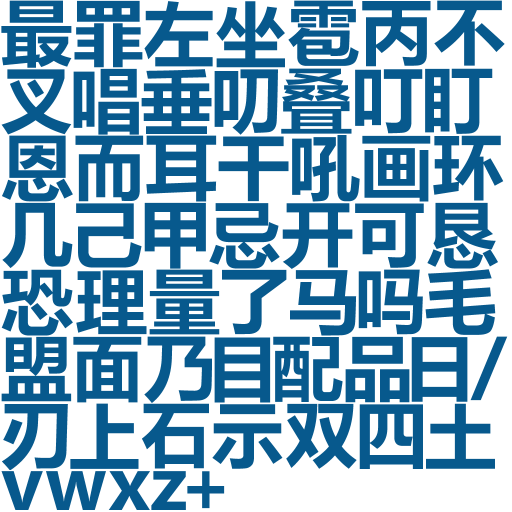 最罪左坐雹丙不
叉唱垂叨叠叮盯
恩而耳干吼画环
几己甲忌开可恳
恐理量了马吗毛
盟面乃目配品日/
刃上石示双四土
vwxz+